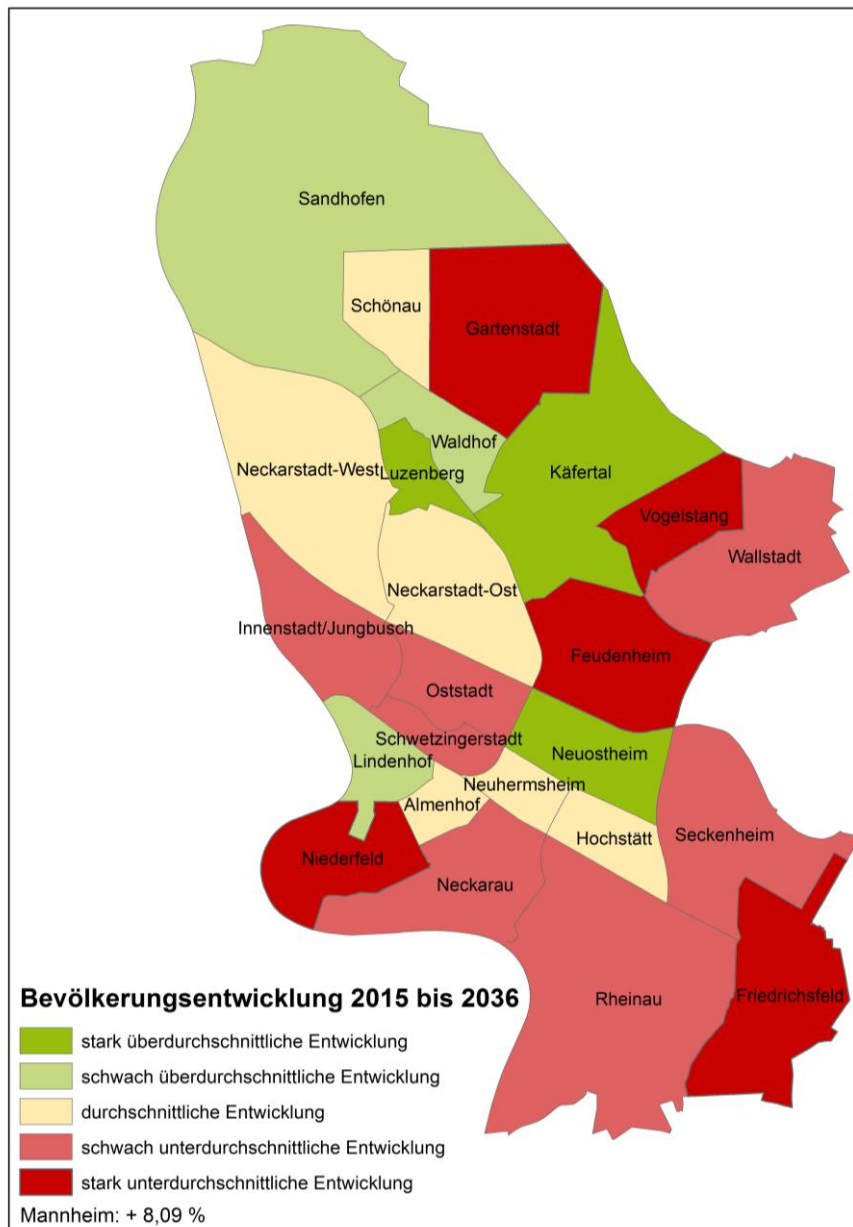 Sandhofen
Schönau
Gartenstadt
Waldhof
Neckarstadt-West
Luzenberg
Käfertal
Vogelstang
Wallstadt
Neckarstadt-Ost
Innenstadt/Jungbusch
Feudenheim
Oststadt
Schwetzingerstadt
Neuostheim
Lindenhof
Neuhermsheim
Almenhof
Hochstätt
Seckenheim
Niederfeld
Neckarau
Rheinau
Friedrichsfeld
Bevölkerungsentwicklung 2015 bis 2036
stark überdurchschnittliche Entwicklung
schwach überdurchschnittliche Entwicklung
durchschnittliche Entwicklung
schwach unterdurchschnittliche Entwicklung
stark unterdurchschnittliche Entwicklung
Mannheim: + 8,09 %